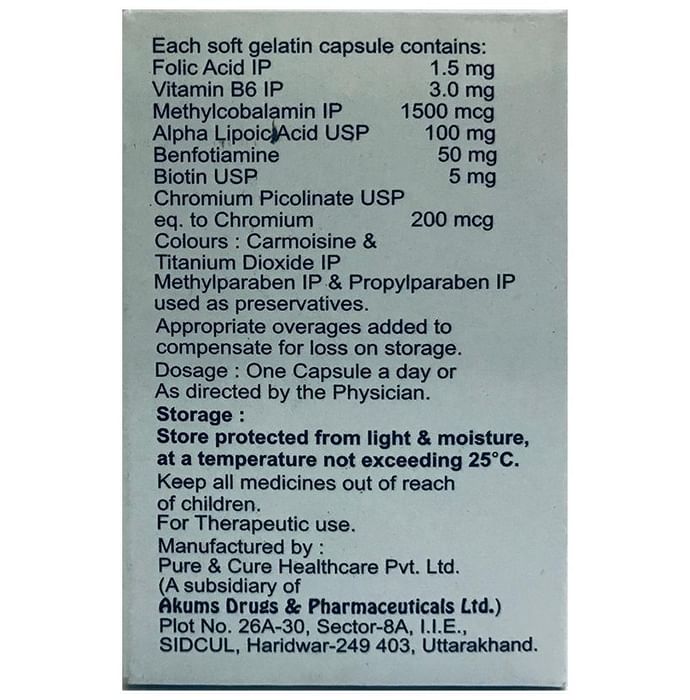 Each soft gelatin capsule contains:
Folic Acid IP 1.5 mg
Vitamin B6 IP 3.0 mg
Methylcobalamin IP 1500 mcg
Alpha Lipoic Acid USP 100 mg
Benfotiamine 50 mg
Biotin USP 5 mg
Chromium Picolinate USP
eq. to Chromium 200 mcg
Colours : Carmoisine &
Titanium Dioxide IP
Methylparaben IP & Propylparaben IP
used as preservatives.
Appropriate overages added to
compensate for loss on storage.
Dosage : One Capsule a day or
As directed by the Physician.
Storage :
Store protected from light & moisture,
at a temperature not exceeding 25°C.
Keep all medicines out of reach
of children.
For Therapeutic use.
Manufactured by :
Pure & Cure Healthcare Pvt. Ltd.
(A subsidiary of
Akums Drugs & Pharmaceuticals Ltd.)
Plot No. 26A-30, Sector-8A, I.I.E.,
SIDCUL, Haridwar-249 403, Uttarakhand.